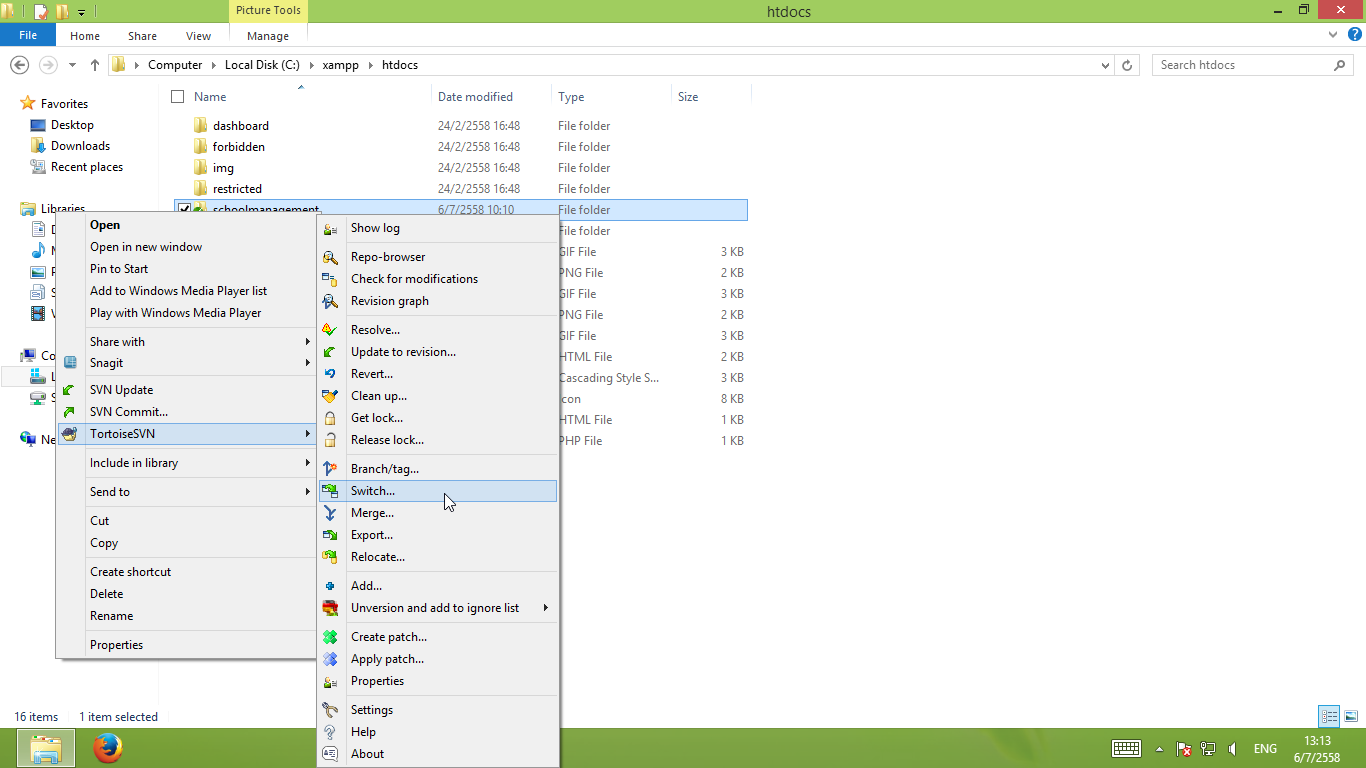 Picture Tools
htdocs
File
Home
Share
View
Manage
Computer
Local Disk (C:)
xampp
htdocs
Search htdocs
Name
Date modified
Type
Size
Favorites
Desktop
Downloads
Recent places
Libraries
dashboard 24/2/2558 16:48 File folder
forbidden 24/2/2558 16:48 File folder
img 24/2/2558 16:48 File folder
restricted 24/2/2558 16:48 File folder
schoolmanagement 6/7/2558 10:10 File folder
File folder
GIF File 3 KB
PNG File 2 KB
GIF File 3 KB
PNG File 2 KB
GIF File 3 KB
HTML File 2 KB
Cascading Style S... 3 KB
Icon 8 KB
HTML File 1 KB
PHP File 1 KB
Open
Open in new window
Pin to Start
Add to Windows Media Player list
Play with Windows Media Player
Share with
Snagit
SVN Update
SVN Commit...
TortoiseSVN
Include in library
Send to
Cut
Copy
Create shortcut
Delete
Rename
Properties
Show log
Repo-browser
Check for modifications
Revision graph
Resolve...
Update to revision...
Revert...
Clean up...
Get lock...
Release lock...
Branch/tag...
Switch...
Merge...
Export...
Relocate...
Add...
Unversion and add to ignore list
Create patch...
Apply patch...
Properties
Settings
Help
About
16 items
1 item selected
ENG
13:13
6/7/2558